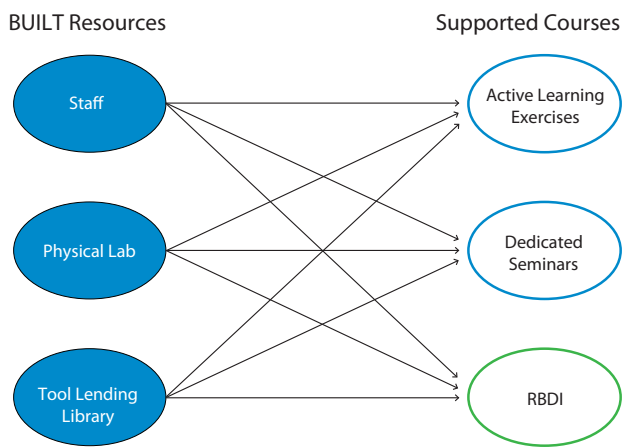 BUILT Resources
Supported Courses
Staff
Active Learning
Exercises
Physical Lab
Dedicated
Seminars
Tool Lending
Library
RBDI